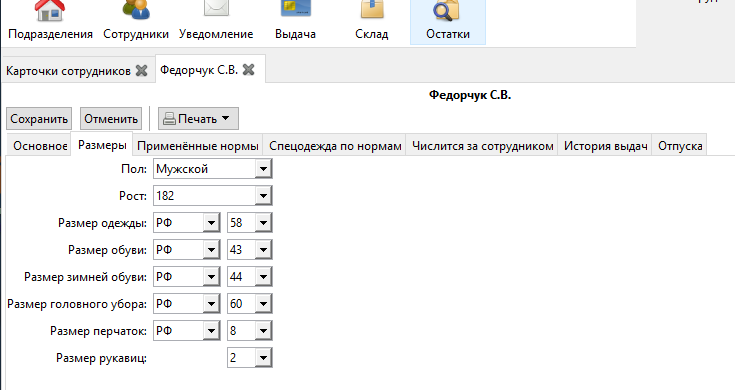 Подразделения Сотрудники Уведомление Выдача Склад Остатки
Карточки сотрудников Федорчук С.В.
Федорчук С.В.
Сохранить Отменить Печать
Основное Размеры Применённые нормы Спецодежда по нормам Числится за сотрудником История выдач Отпуска
Пол: Мужской
Рост: 182
Размер одежды: РФ 58
Размер обуви: РФ 43
Размер зимней обуви: РФ 44
Размер головного убора: РФ 60
Размер перчаток: РФ 8
Размер рукавиц: 2